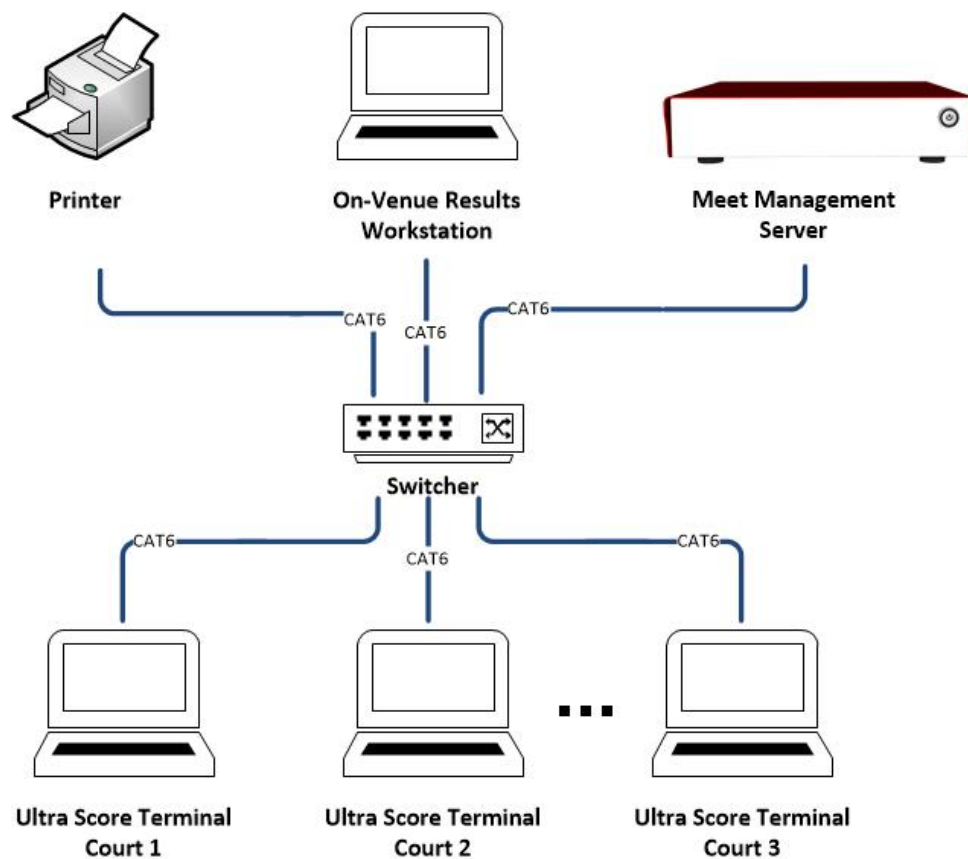 Printer
On-Venue Results
Workstation
Meet Management
Server
CAT6
CAT6
CAT6
Switcher
CAT6
CAT6
CAT6
Ultra Score Terminal
Court 1
Ultra Score Terminal
Court 2
...
Ultra Score Terminal
Court 3